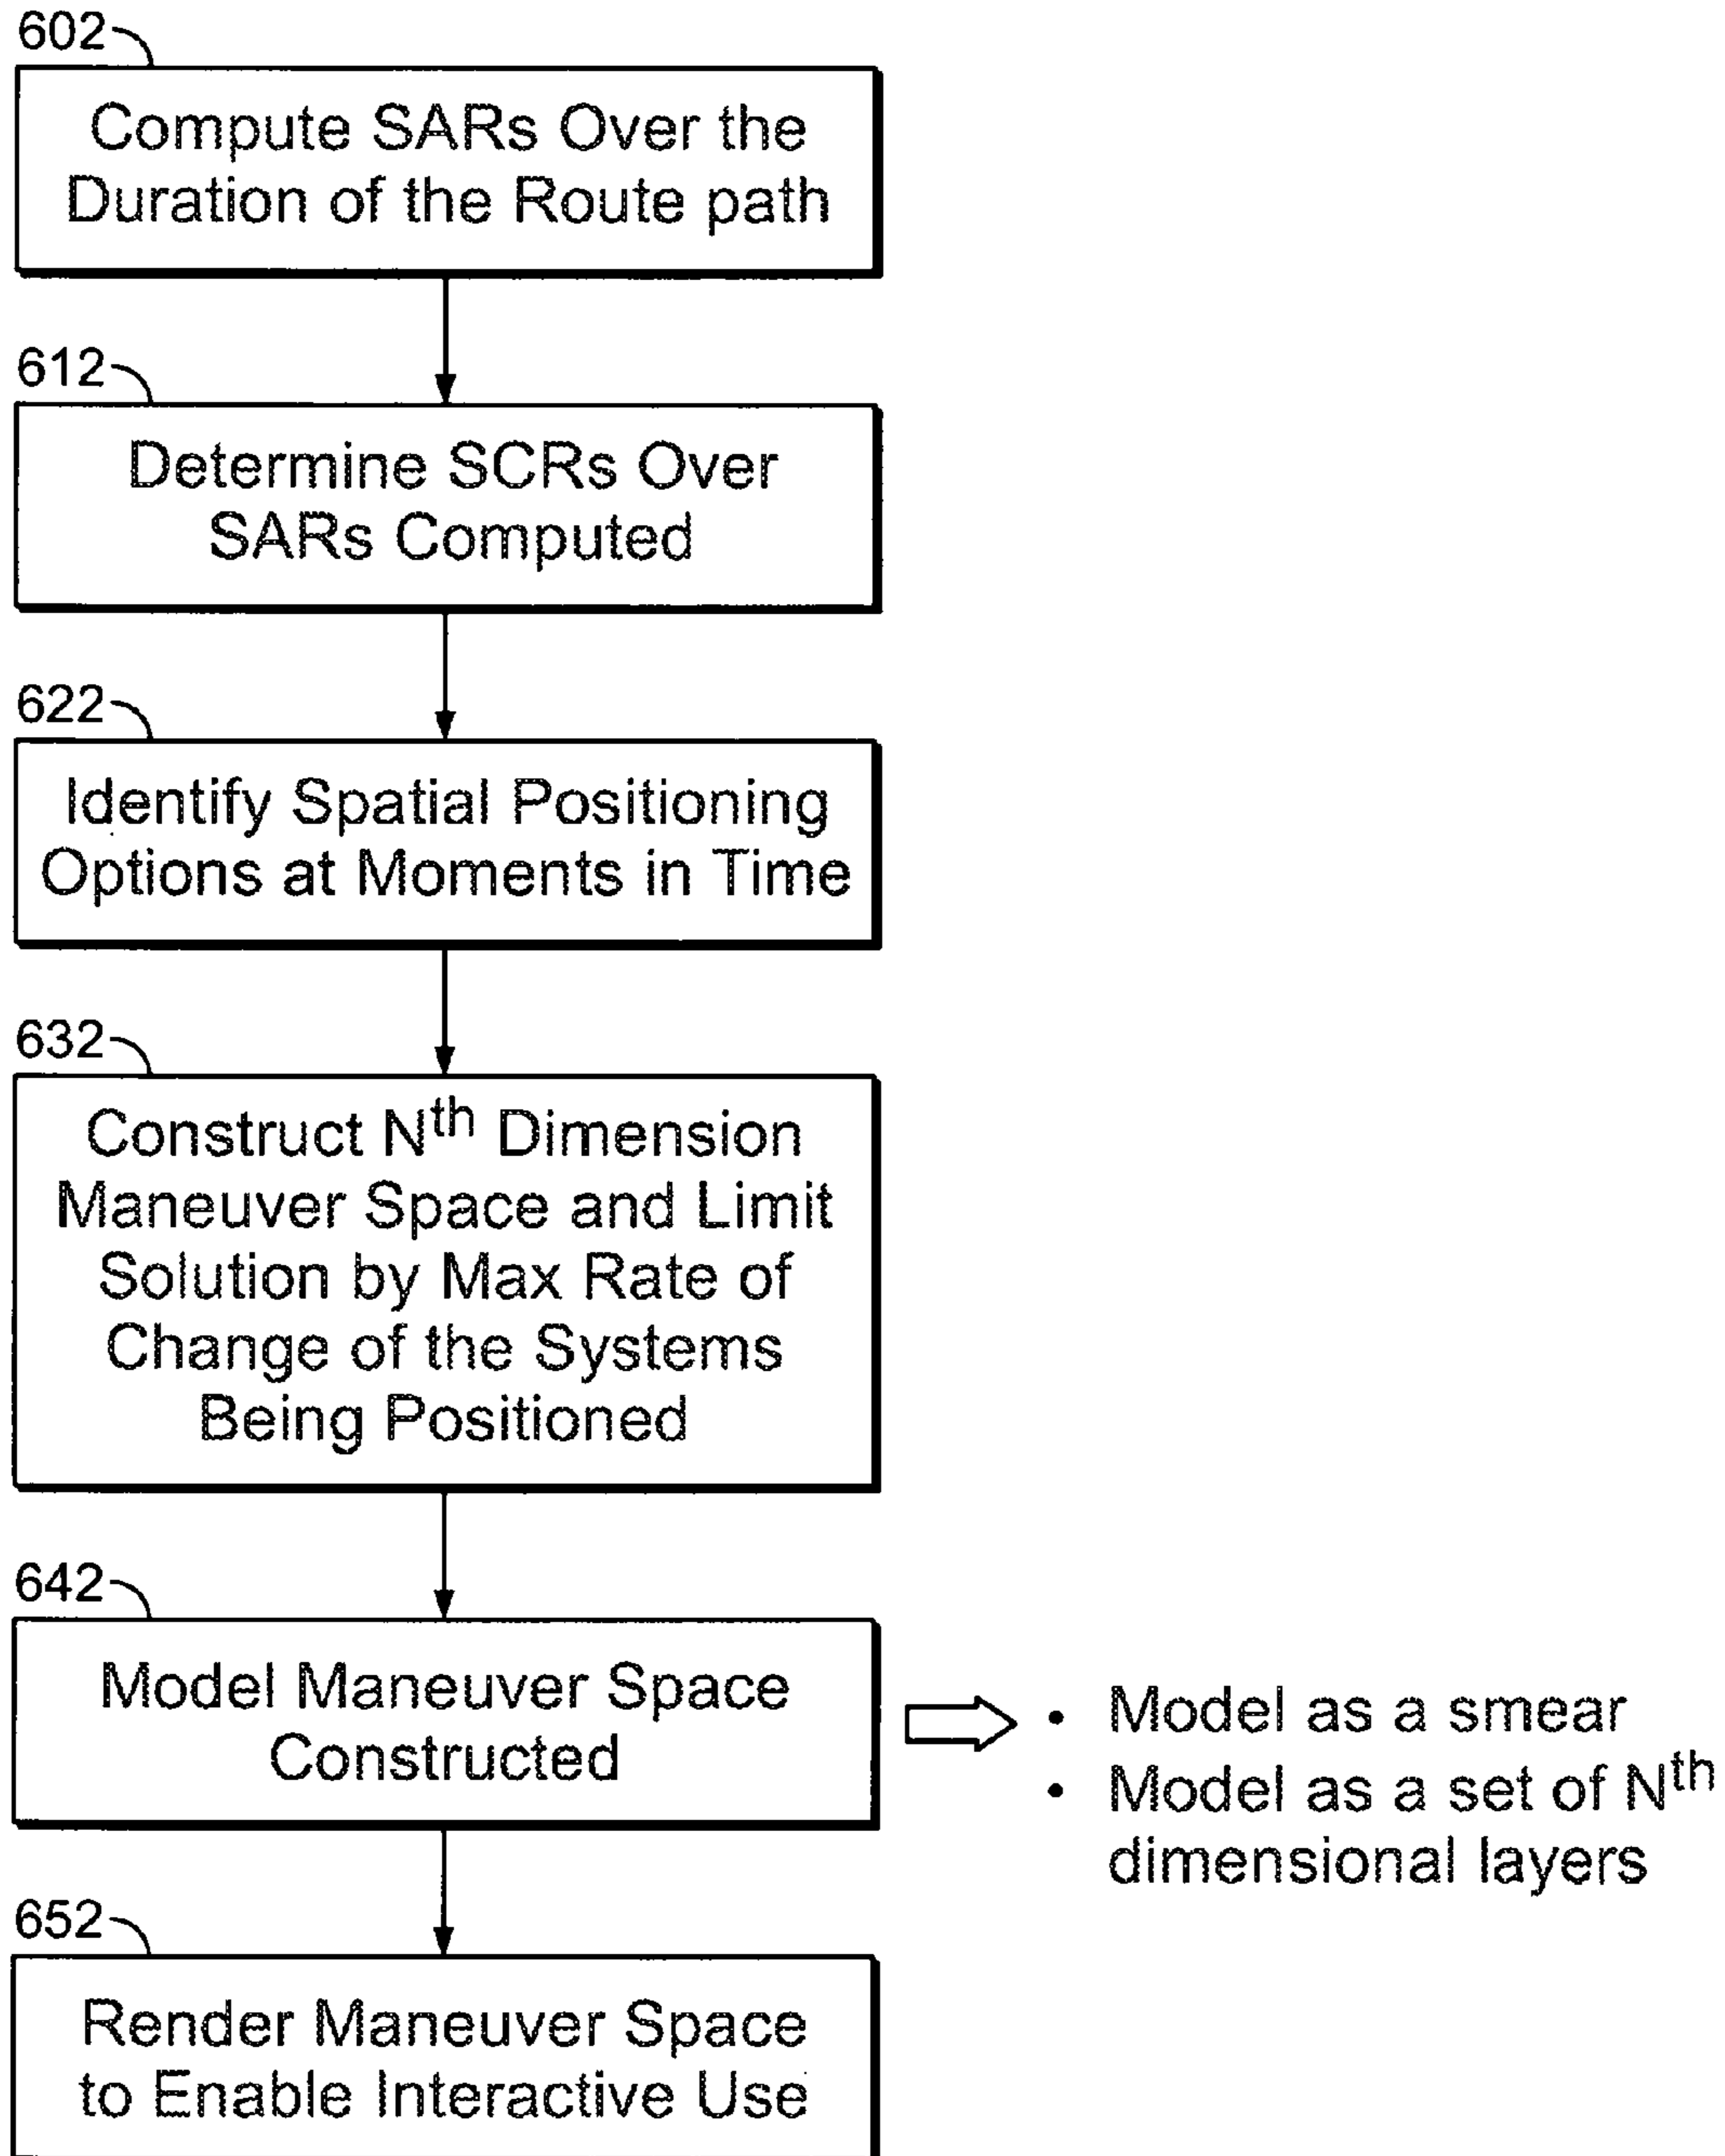 602
Compute SARs Over the
Duration of the Route path
612
Determine SCRs Over
SARs Computed
622
Identify Spatial Positioning
Options at Moments in Time
632
Construct Nth Dimension
Maneuver Space and Limit
Solution by Max Rate of
Change of the Systems
Being Positioned
642
Model Maneuver Space
Constructed
• Model as a smear
• Model as a set of Nth
dimensional layers
652
Render Maneuver Space
to Enable Interactive Use